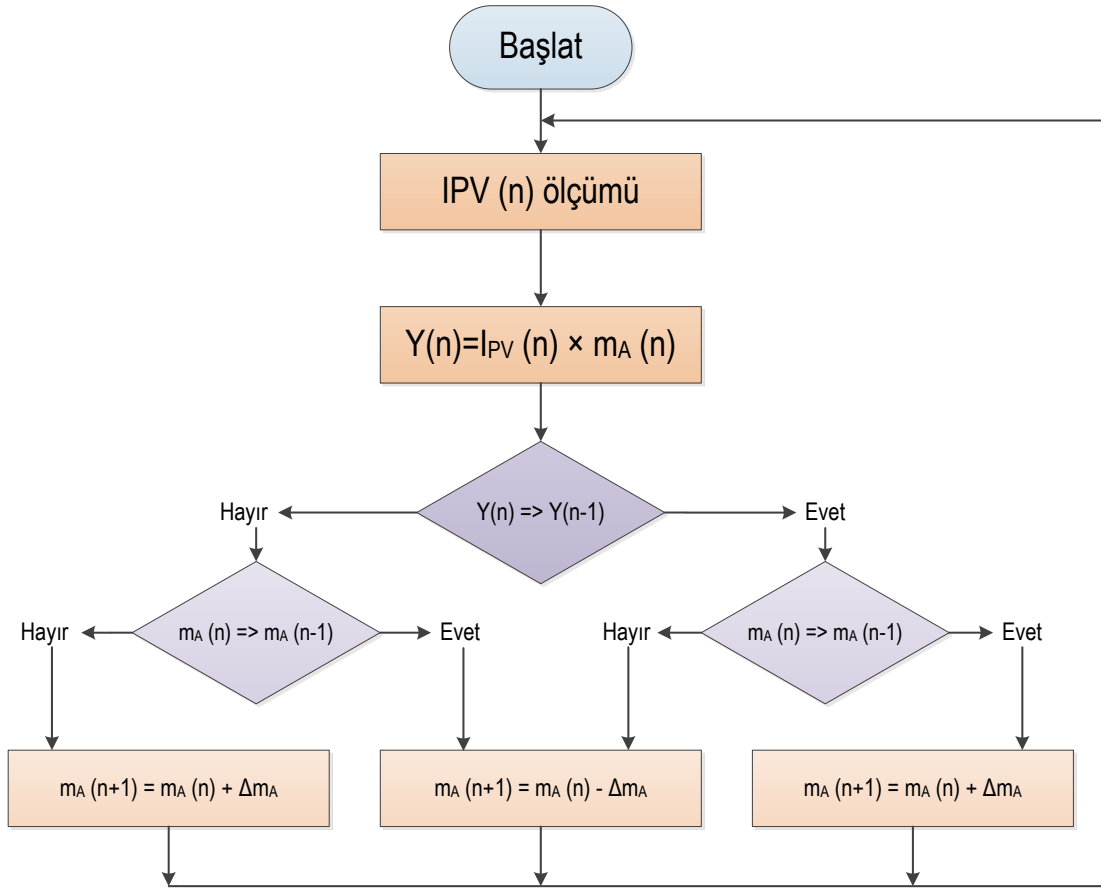 Başlat
IPV (n) ölçümü
Y(n)=IPV (n) × mA (n)
Hayır
Y(n) => Y(n-1)
Evet
Hayır
mA (n) => mA (n-1)
Evet
Hayır
mA (n) => mA (n-1)
Evet
mA (n+1) = mA (n) + ΔmA
mA (n+1) = mA (n) - ΔmA
mA (n+1) = mA (n) + ΔmA